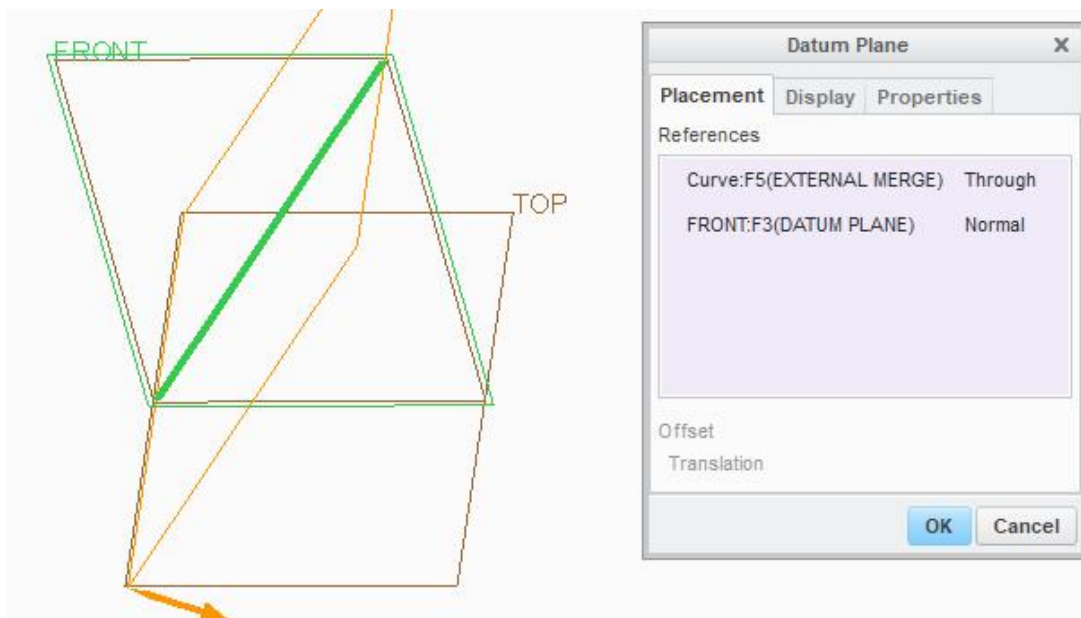 FRONT
TOP
Datum Plane X
Placement Display Properties
References
Curve:F5(EXTERNAL MERGE) Through
FRONT:F3(DATUM PLANE) Normal
Offset
Translation
OK Cancel